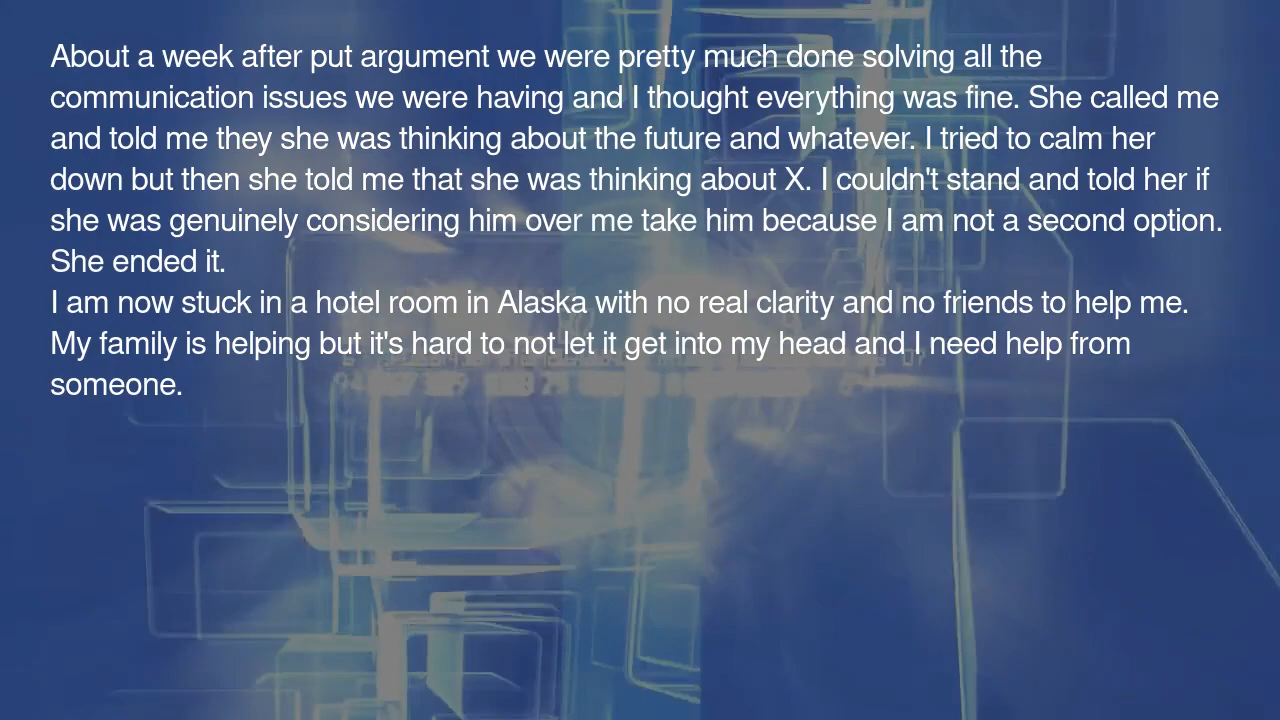 About a week after put argument we were pretty much done solving all the
communication issues we were having and I thought everything was fine. She called me
and told me they she was thinking about the future and whatever. I tried to calm her
down but then she told me that she was thinking about X. I couldn't stand and told her if
she was genuinely considering him over me take him because I am not a second option.
She ended it.
I am now stuck in a hotel room in Alaska with no real clarity and no friends to help me.
My family is helping but it's hard to not let it get into my head and I need help from
someone.